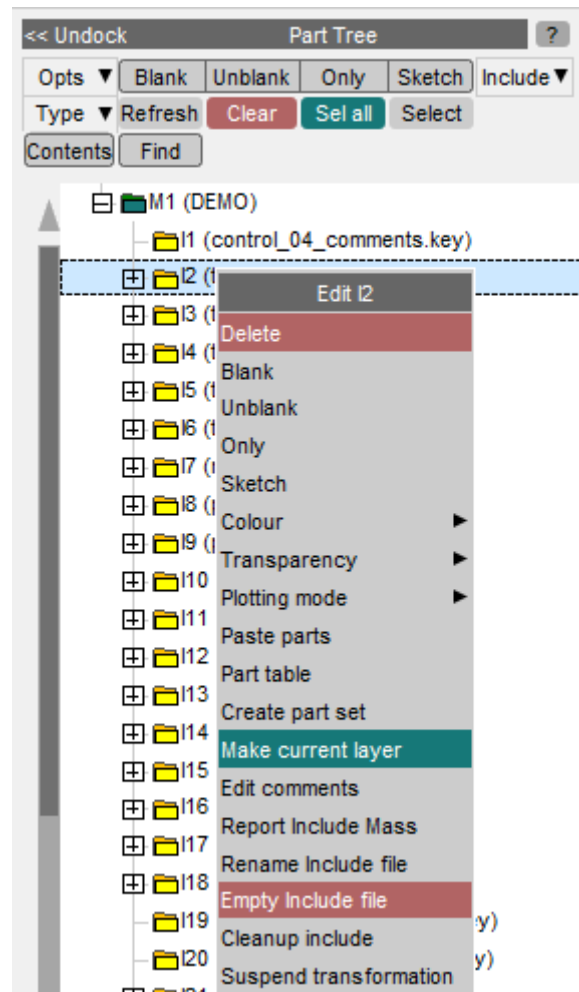 << Undock Part Tree ?
Opts ▼ Blank Unblank Only Sketch Include▼
Type ▼ Refresh Clear Sel all Select
Contents Find
M1 (DEMO)
I1 (control_04_comments.key)
I2 (
Edit I2
I3 (
Delete
I4 (
Blank
I5 (
Unblank
I6 (
Only
I7 (
Sketch
I8 (
Colour
I9 (
Transparency
I10
Plotting mode
I11
Paste parts
I12
Part table
I13
Create part set
I14
Make current layer
I15
Edit comments
I16
Report Include Mass
I17
Rename Include file
I18
Empty Include file
I19 y)
Cleanup include
I20 y)
Suspend transformation